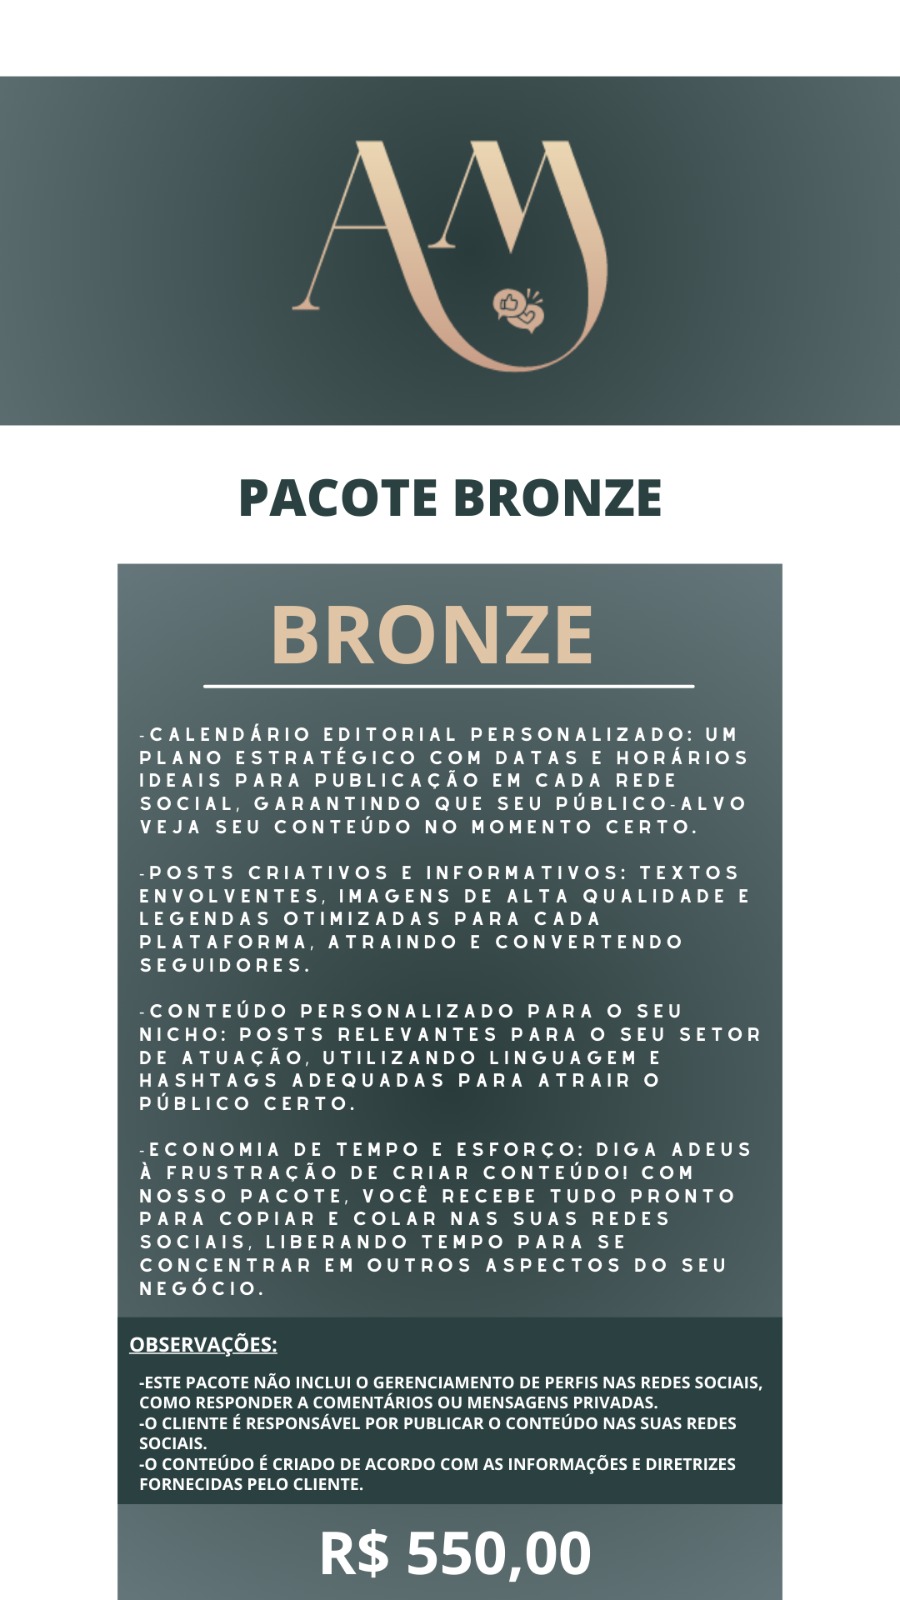 AM
PACOTE BRONZE
BRONZE
-CALENDÁRIO EDITORIAL PERSONALIZADO: UM
PLANO ESTRATÉGICO COM DATAS E HORÁRIOS
IDEAIS PARA PUBLICAÇÃO EM CADA REDE
SOCIAL, GARANTINDO QUE SEU PÚBLICO-ALVO
VEJA SEU CONTEÚDO NO MOMENTO CERTO.
-POSTS CRIATIVOS E INFORMATIVOS: TEXTOS
ENVOLVENTES, IMAGENS DE ALTA QUALIDADE E
LEGENDAS OTIMIZADAS PARA CADA
PLATAFORMA, ATRAINDO E CONVERTENDO
SEGUIDORES.
-CONTEÚDO PERSONALIZADO PARA O SEU
NICHO: POSTS RELEVANTES PARA O SEU SETOR
DE ATUAÇÃO, UTILIZANDO LINGUAGEM E
HASHTAGS ADEQUADAS PARA ATRAIR O
PÚBLICO CERTO.
-ECONOMIA DE TEMPO E ESFORÇO: DIGA ADEUS
À FRUSTRAÇÃO DE CRIAR CONTEÚDO! COM
NOSSO PACOTE, VOCÊ RECEBE TUDO PRONTO
PARA COPIAR E COLAR NAS SUAS REDES
SOCIAIS, LIBERANDO TEMPO PARA SE
CONCENTRAR EM OUTROS ASPECTOS DO SEU
NEGÓCIO.
OBSERVAÇÕES:
-ESTE PACOTE NÃO INCLUI O GERENCIAMENTO DE PERFIS NAS REDES SOCIAIS,
COMO RESPONDER A COMENTÁRIOS OU MENSAGENS PRIVADAS.
-O CLIENTE É RESPONSÁVEL POR PUBLICAR O CONTEÚDO NAS SUAS REDES
SOCIAIS.
-O CONTEÚDO É CRIADO DE ACORDO COM AS INFORMAÇÕES E DIRETRIZES
FORNECIDAS PELO CLIENTE.
R$ 550,00